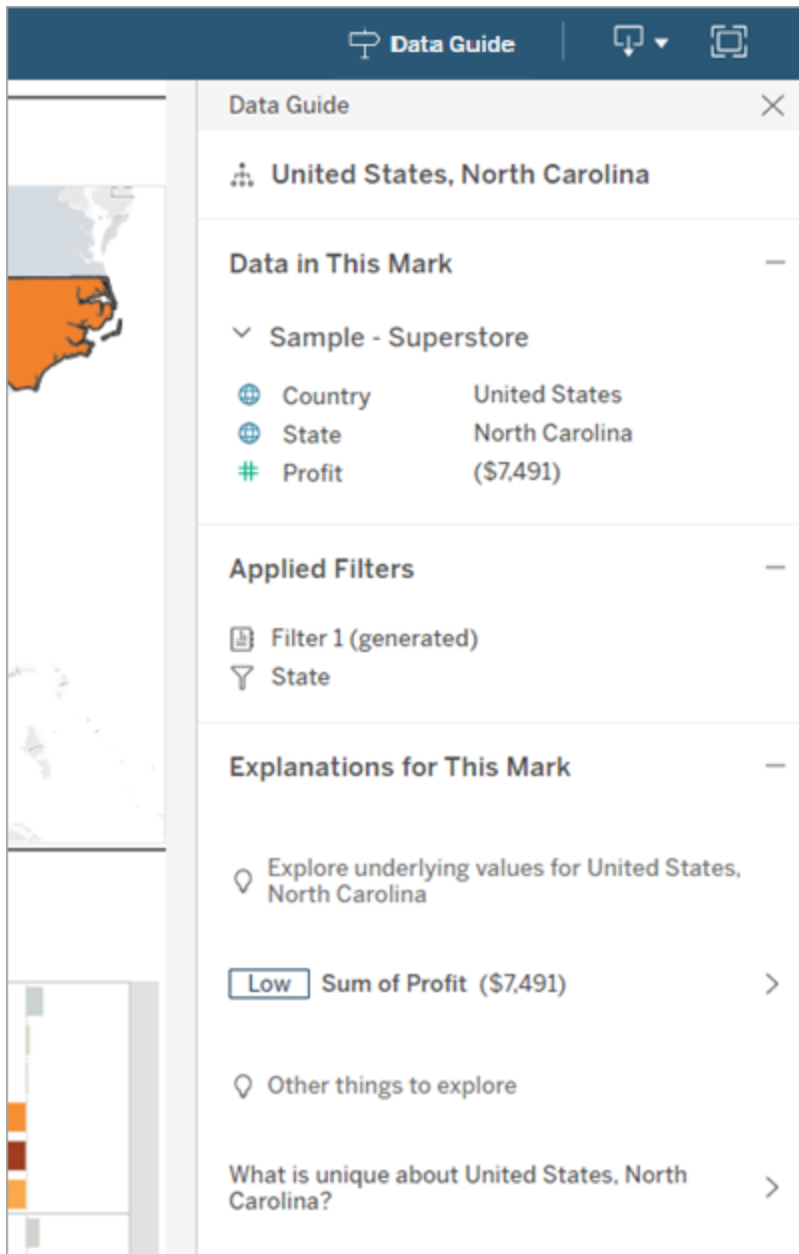 Data Guide
Data Guide
United States, North Carolina
Data in This Mark
Sample - Superstore
Country United States
State North Carolina
Profit ($7,491)
Applied Filters
Filter 1 (generated)
State
Explanations for This Mark
Explore underlying values for United States,
North Carolina
Low Sum of Profit ($7,491)
Other things to explore
What is unique about United States, North
Carolina?